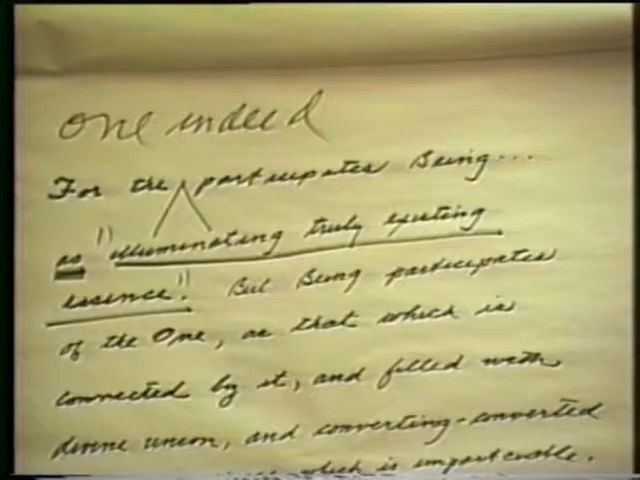 One indeed
For the participates Being...
as "illuminating truly existing
essence". But Being participates
of the One, as that which is
connected by it, and filled with
divine union, and converting-converted
which is imparticable.